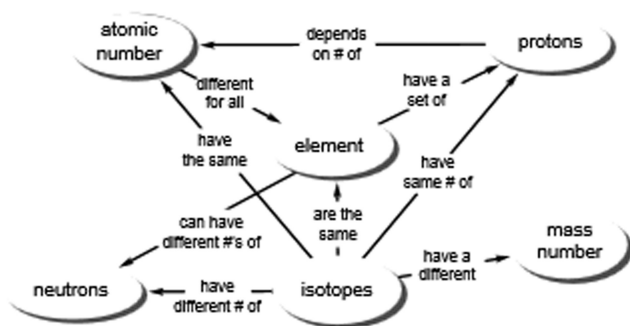 atomic
number
depends
on # of
protons
different
for all
have a
set of
element
have
the same
have
same # of
can have
different #'s of
are the
same
mass
number
have a
different
neutrons
have
different # of
isotopes